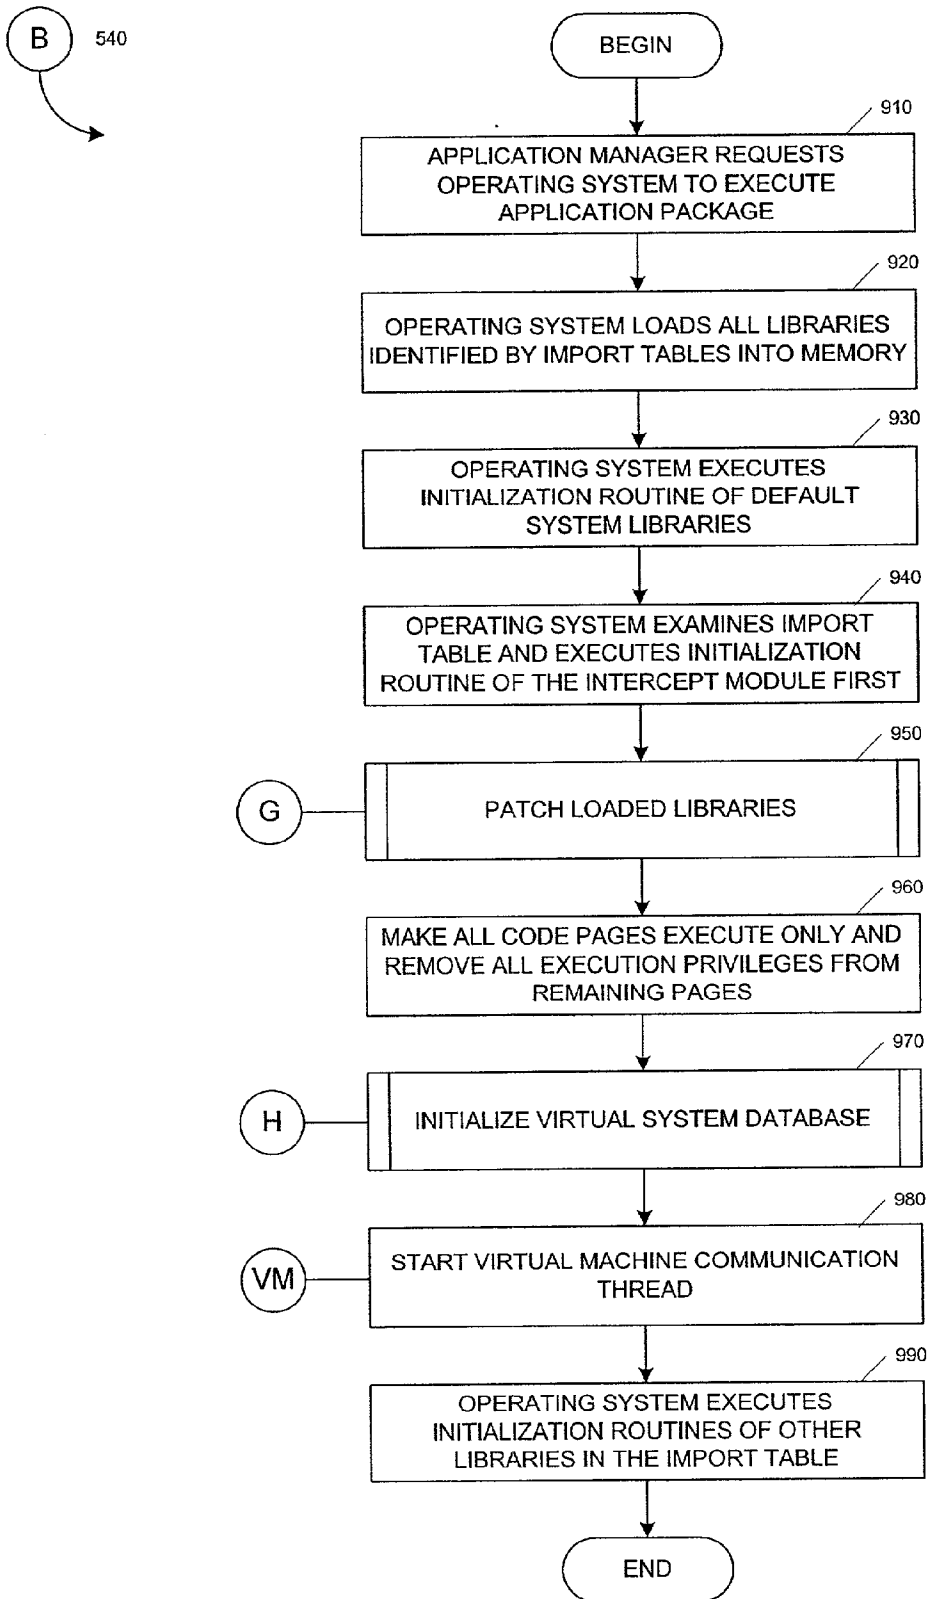 B
540
BEGIN
910
APPLICATION MANAGER REQUESTS
OPERATING SYSTEM TO EXECUTE
APPLICATION PACKAGE
920
OPERATING SYSTEM LOADS ALL LIBRARIES
IDENTIFIED BY IMPORT TABLES INTO MEMORY
930
OPERATING SYSTEM EXECUTES
INITIALIZATION ROUTINE OF DEFAULT
SYSTEM LIBRARIES
940
OPERATING SYSTEM EXAMINES IMPORT
TABLE AND EXECUTES INITIALIZATION
ROUTINE OF THE INTERCEPT MODULE FIRST
950
G
PATCH LOADED LIBRARIES
960
MAKE ALL CODE PAGES EXECUTE ONLY AND
REMOVE ALL EXECUTION PRIVILEGES FROM
REMAINING PAGES
970
H
INITIALIZE VIRTUAL SYSTEM DATABASE
980
VM
START VIRTUAL MACHINE COMMUNICATION
THREAD
990
OPERATING SYSTEM EXECUTES
INITIALIZATION ROUTINES OF OTHER
LIBRARIES IN THE IMPORT TABLE
END